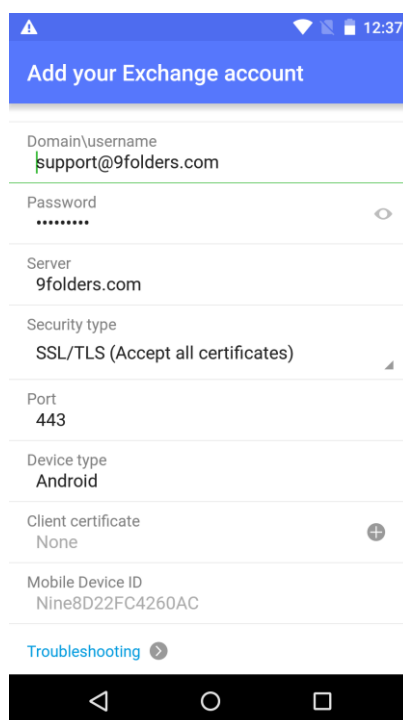 12:37
Add your Exchange account
Domain\username
support@9folders.com
Password
•••••••••
Server
9folders.com
Security type
SSL/TLS (Accept all certificates)
Port
443
Device type
Android
Client certificate
None
Mobile Device ID
Nine8D22FC4260AC
Troubleshooting